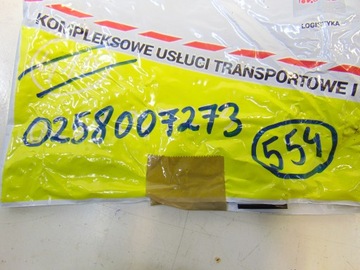 LOGISTYKA
KOMPLEKSOWE USŁUGI TRANSPORTOWE I
0258007273
554